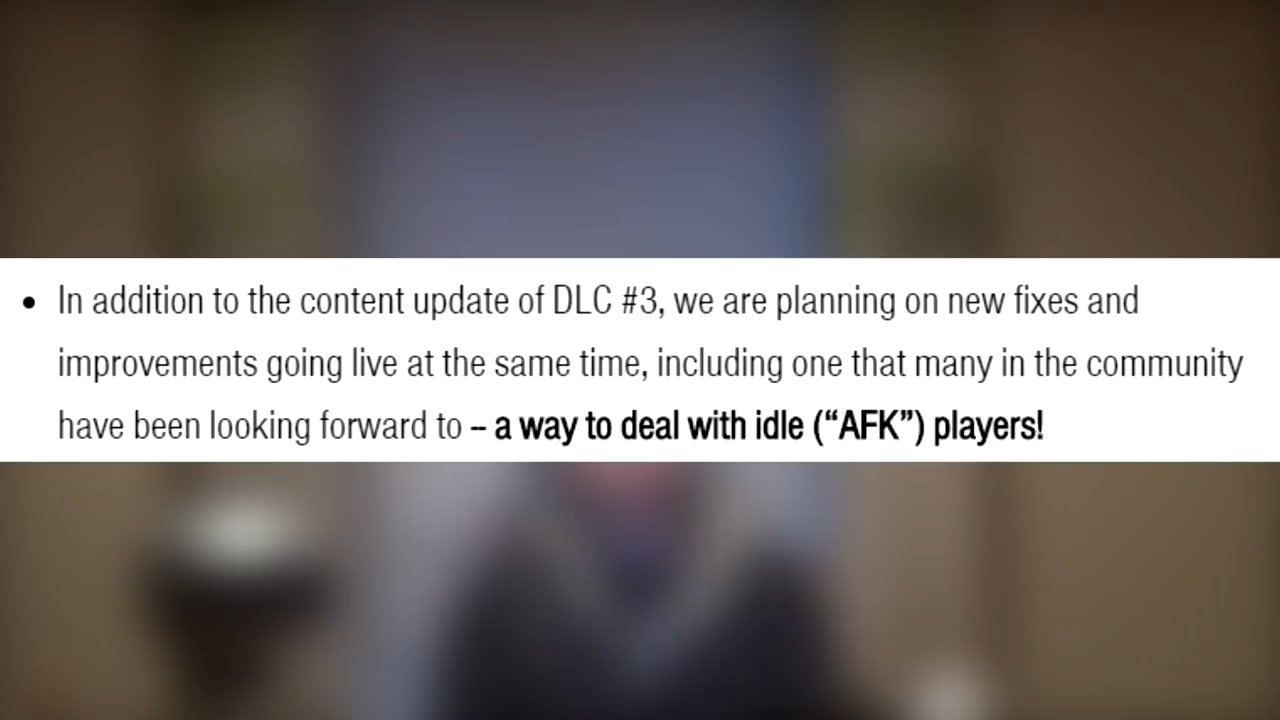 • In addition to the content update of DLC #3, we are planning on new fixes and
improvements going live at the same time, including one that many in the community
have been looking forward to – a way to deal with idle (“AFK”) players!